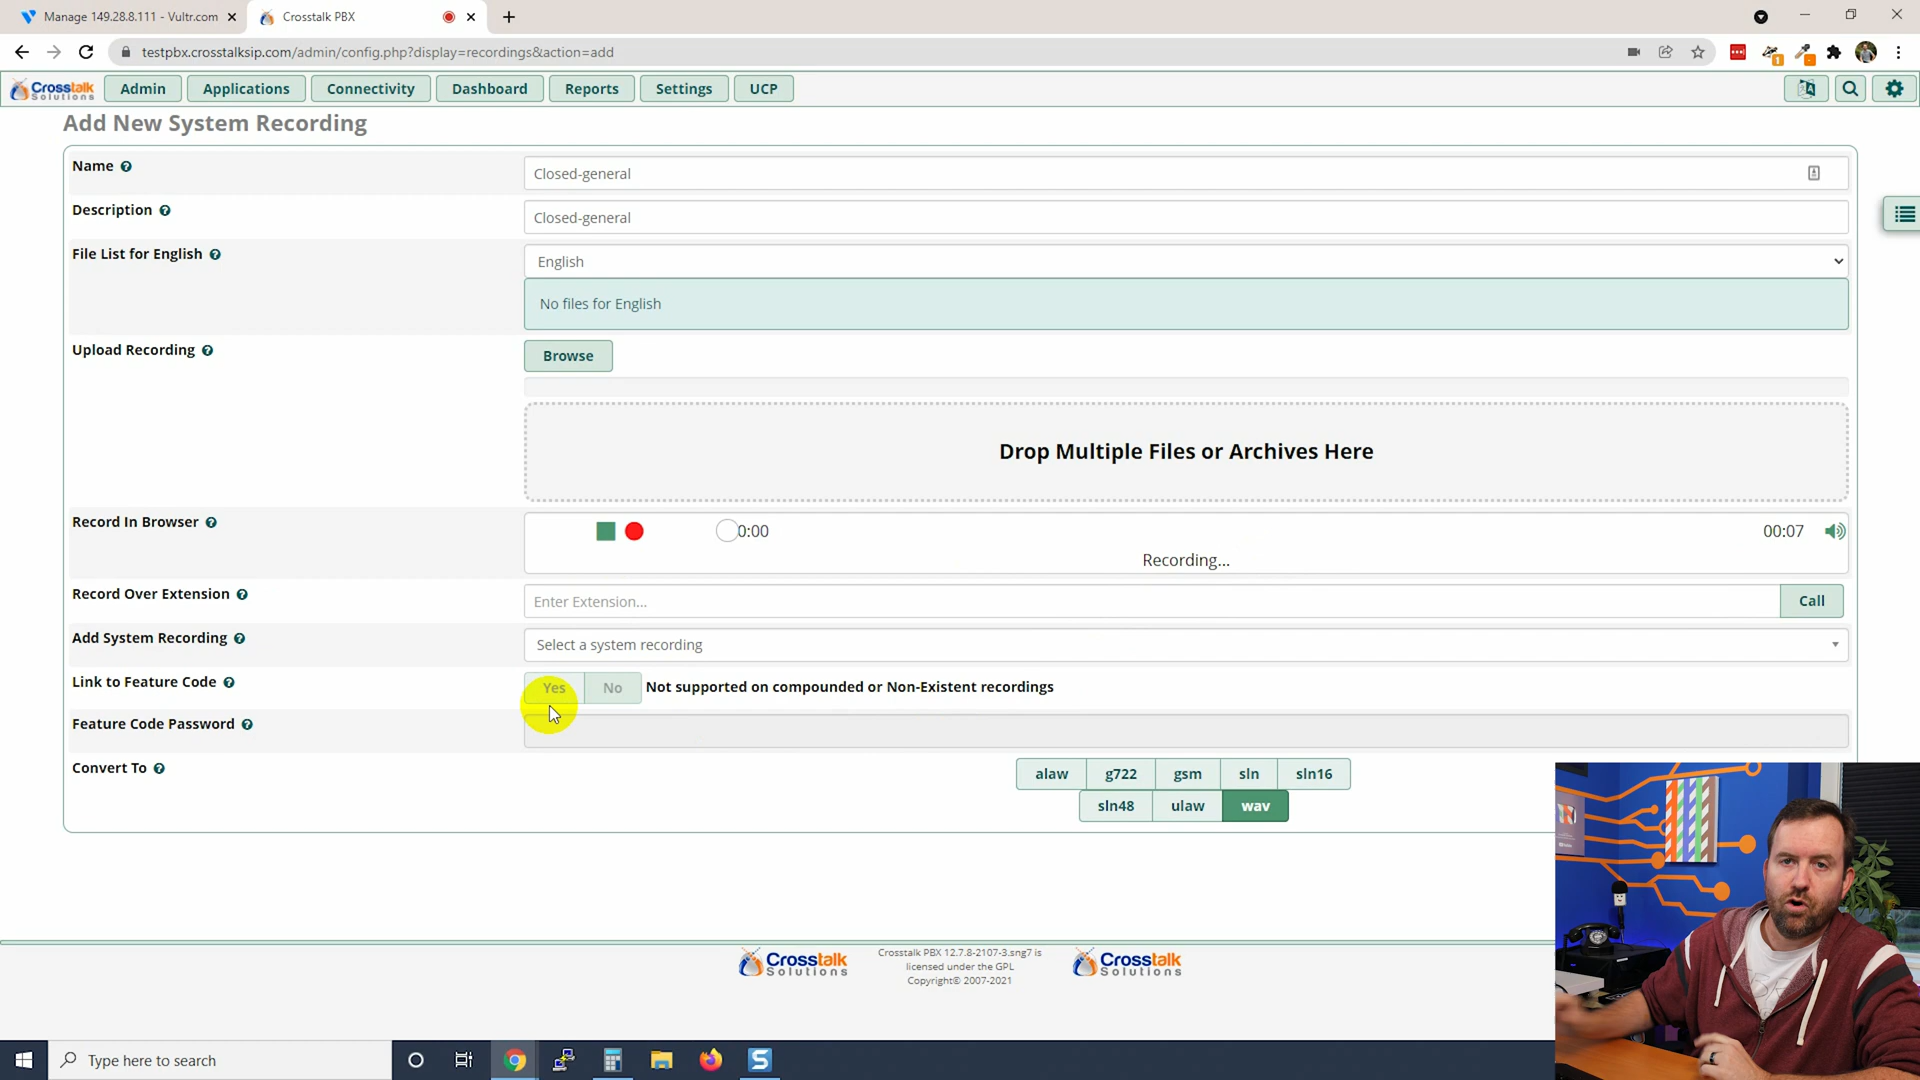 Manage 149.28.8.111 - Vultr.com
Crosstalk PBX
testpbx.crosstalksip.com/admin/config.php?display=recordings&action=add
Crosstalk
Solutions
Admin
Applications
Connectivity
Dashboard
Reports
Settings
UCP
Add New System Recording
Name
Closed-general
Description
Closed-general
File List for English
English
No files for English
Upload Recording
Browse
Drop Multiple Files or Archives Here
Record In Browser
0:00
00:07
Recording...
Record Over Extension
Enter Extension...
Call
Add System Recording
Select a system recording
Link to Feature Code
Yes
No
Not supported on compounded or Non-Existent recordings
Feature Code Password
Convert To
alaw
g722
gsm
sln
sln16
sln48
ulaw
wav
Crosstalk
Solutions
Crosstalk PBX 12.7.8-2107-3.sng7 is
licensed under the GPL
Copyright© 2007-2021
Crosstalk
Solutions
Type here to search